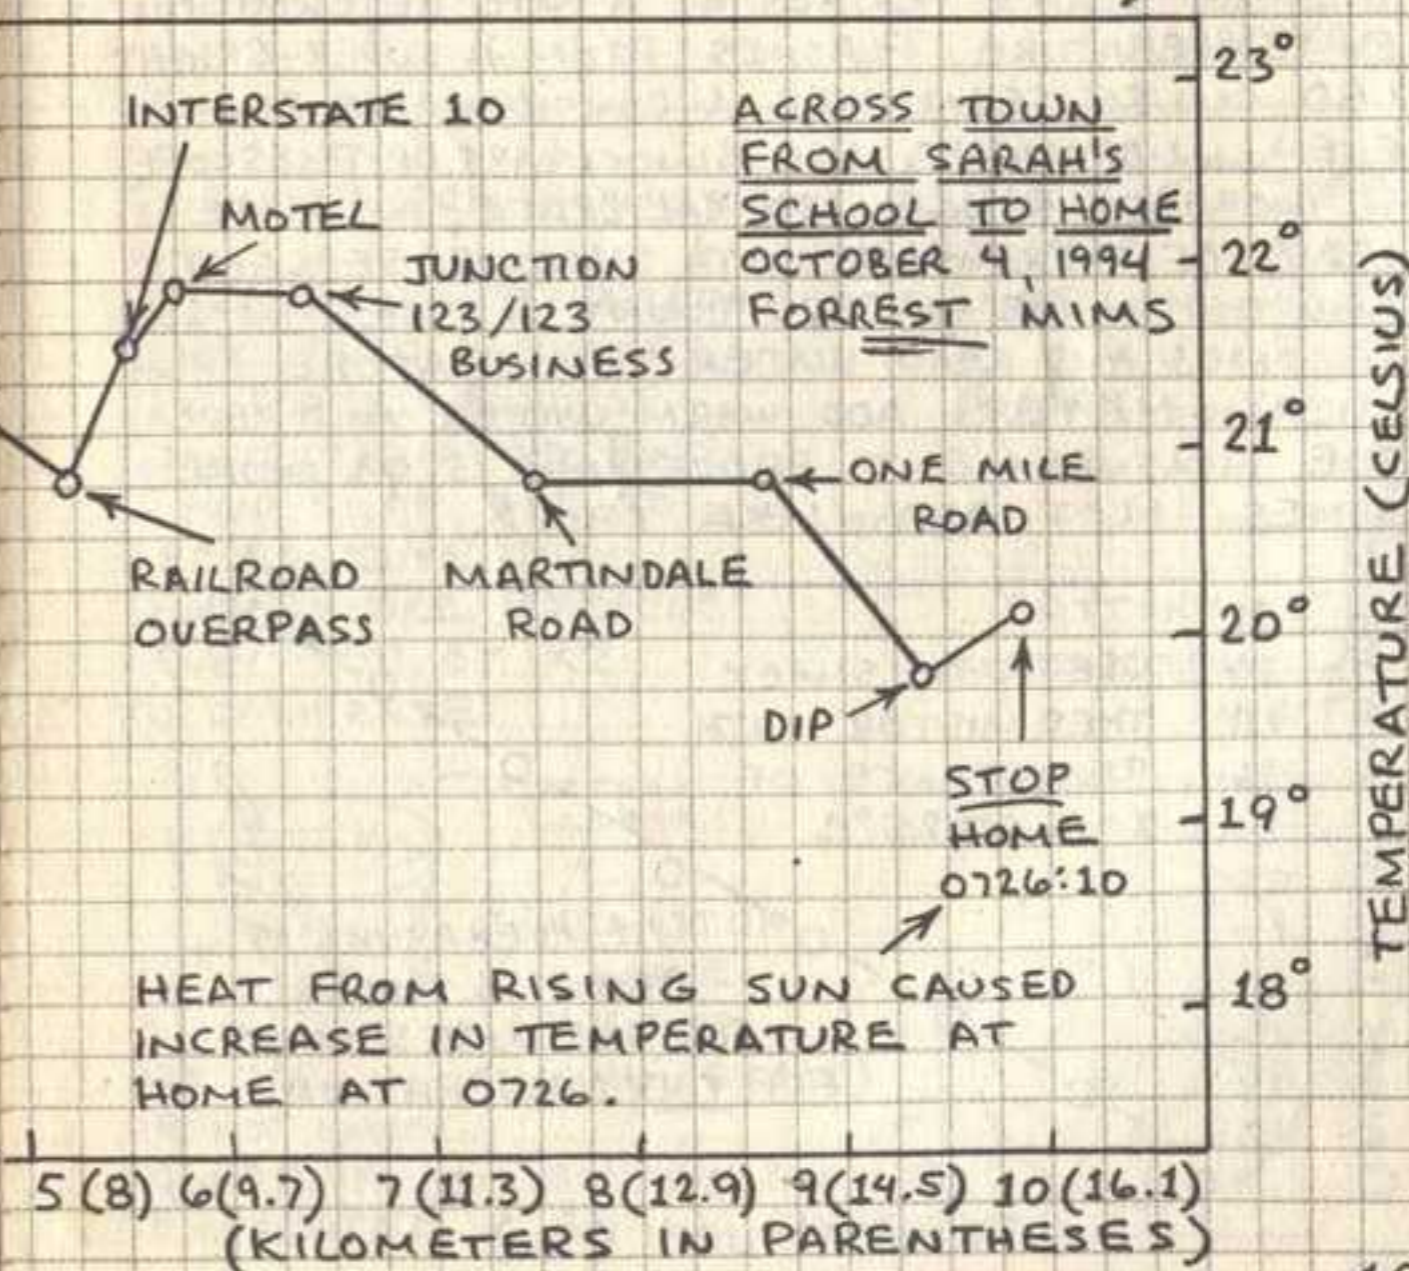 INTERSTATE 10
MOTEL
JUNCTION
123/123
BUSINESS
ACROSS TOWN
FROM SARAH'S
SCHOOL TO HOME
OCTOBER 4, 1994
FORREST MIMS
23°
22°
21°
20°
19°
18°
TEMPERATURE (CELSIUS)
RAILROAD
OVERPASS
MARTINDALE
ROAD
ONE MILE
ROAD
DIP
STOP
HOME
0726:10
HEAT FROM RISING SUN CAUSED
INCREASE IN TEMPERATURE AT
HOME AT 0726.
5 (8) 6(9.7) 7(11.3) 8(12.9) 9(14.5) 10(16.1)
(KILOMETERS IN PARENTHESES)